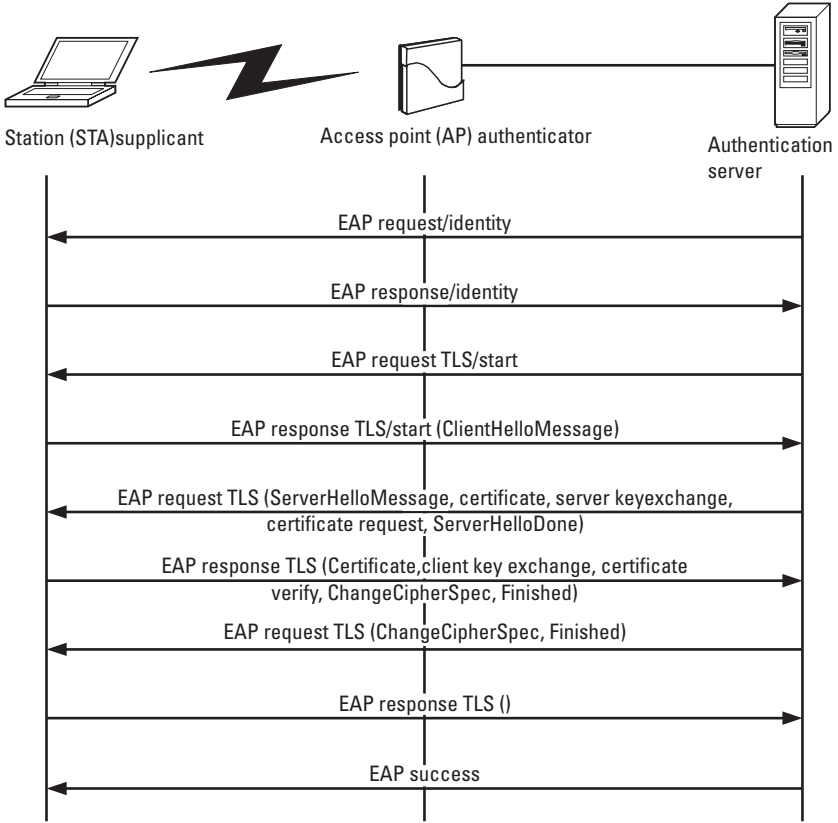 Station (STA)supplicant
Access point (AP) authenticator
Authentication
server
EAP request/identity
EAP response/identity
EAP request TLS/start
EAP response TLS/start (ClientHelloMessage)
EAP request TLS (ServerHelloMessage, certificate, server keyexchange,
certificate request, ServerHelloDone)
EAP response TLS (Certificate,client key exchange, certificate
verify, ChangeCipherSpec, Finished)
EAP request TLS (ChangeCipherSpec, Finished)
EAP response TLS ()
EAP success